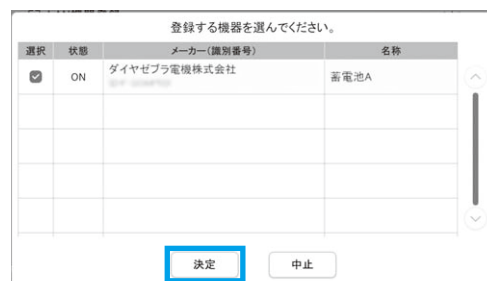 登録する機器を選んでください。
選択 状態 メーカー(識別番号) 名称
ON ダイヤゼブラ電機株式会社 蓄電池A
決定 中止